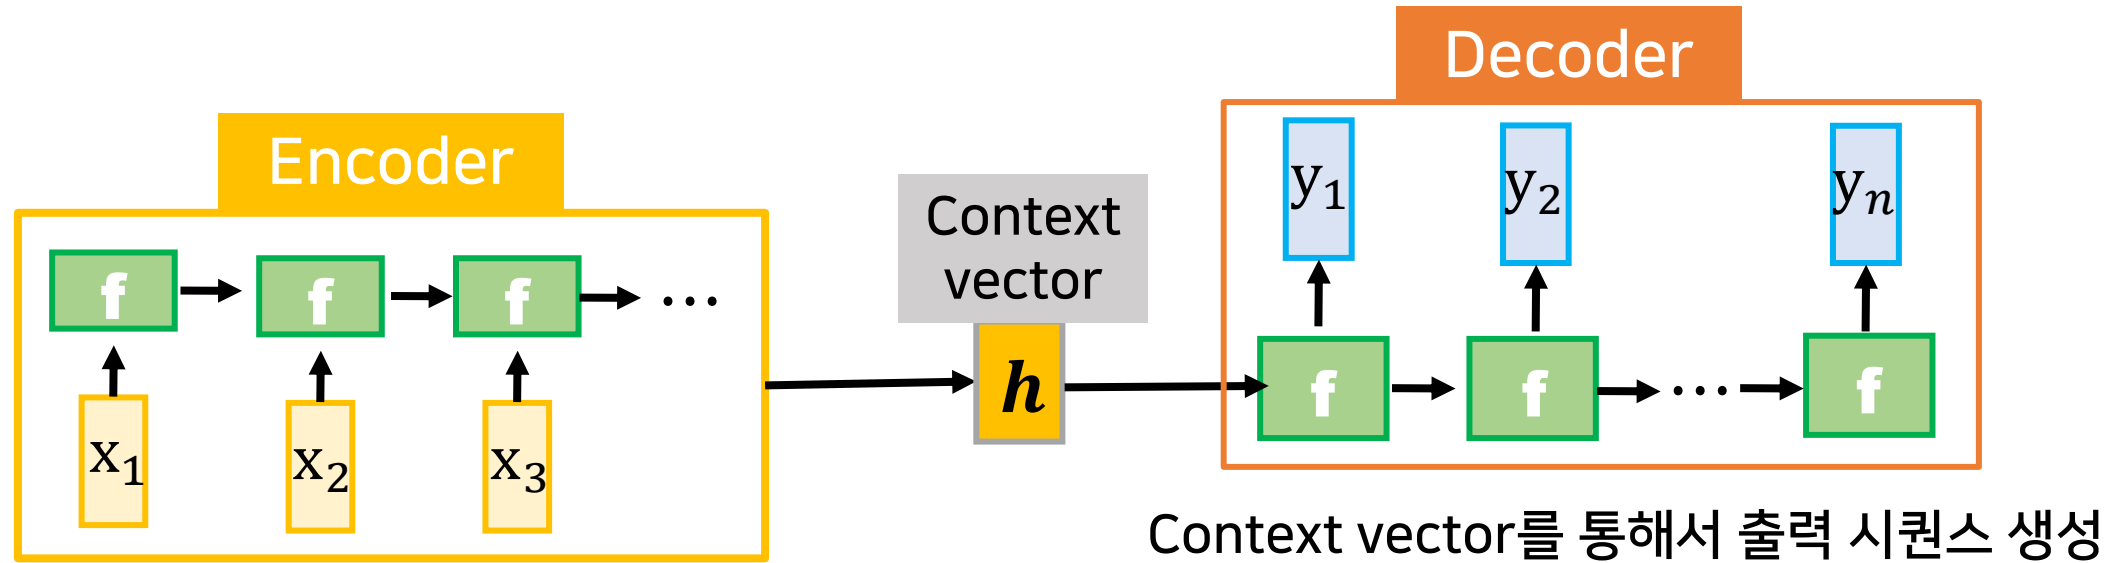 Encoder
f f f ...
x₁ x₂ x₃
Context
vector
h
Decoder
y₁ y₂ yₙ
f f ... f
Context vector를 통해서 출력 시퀀스 생성